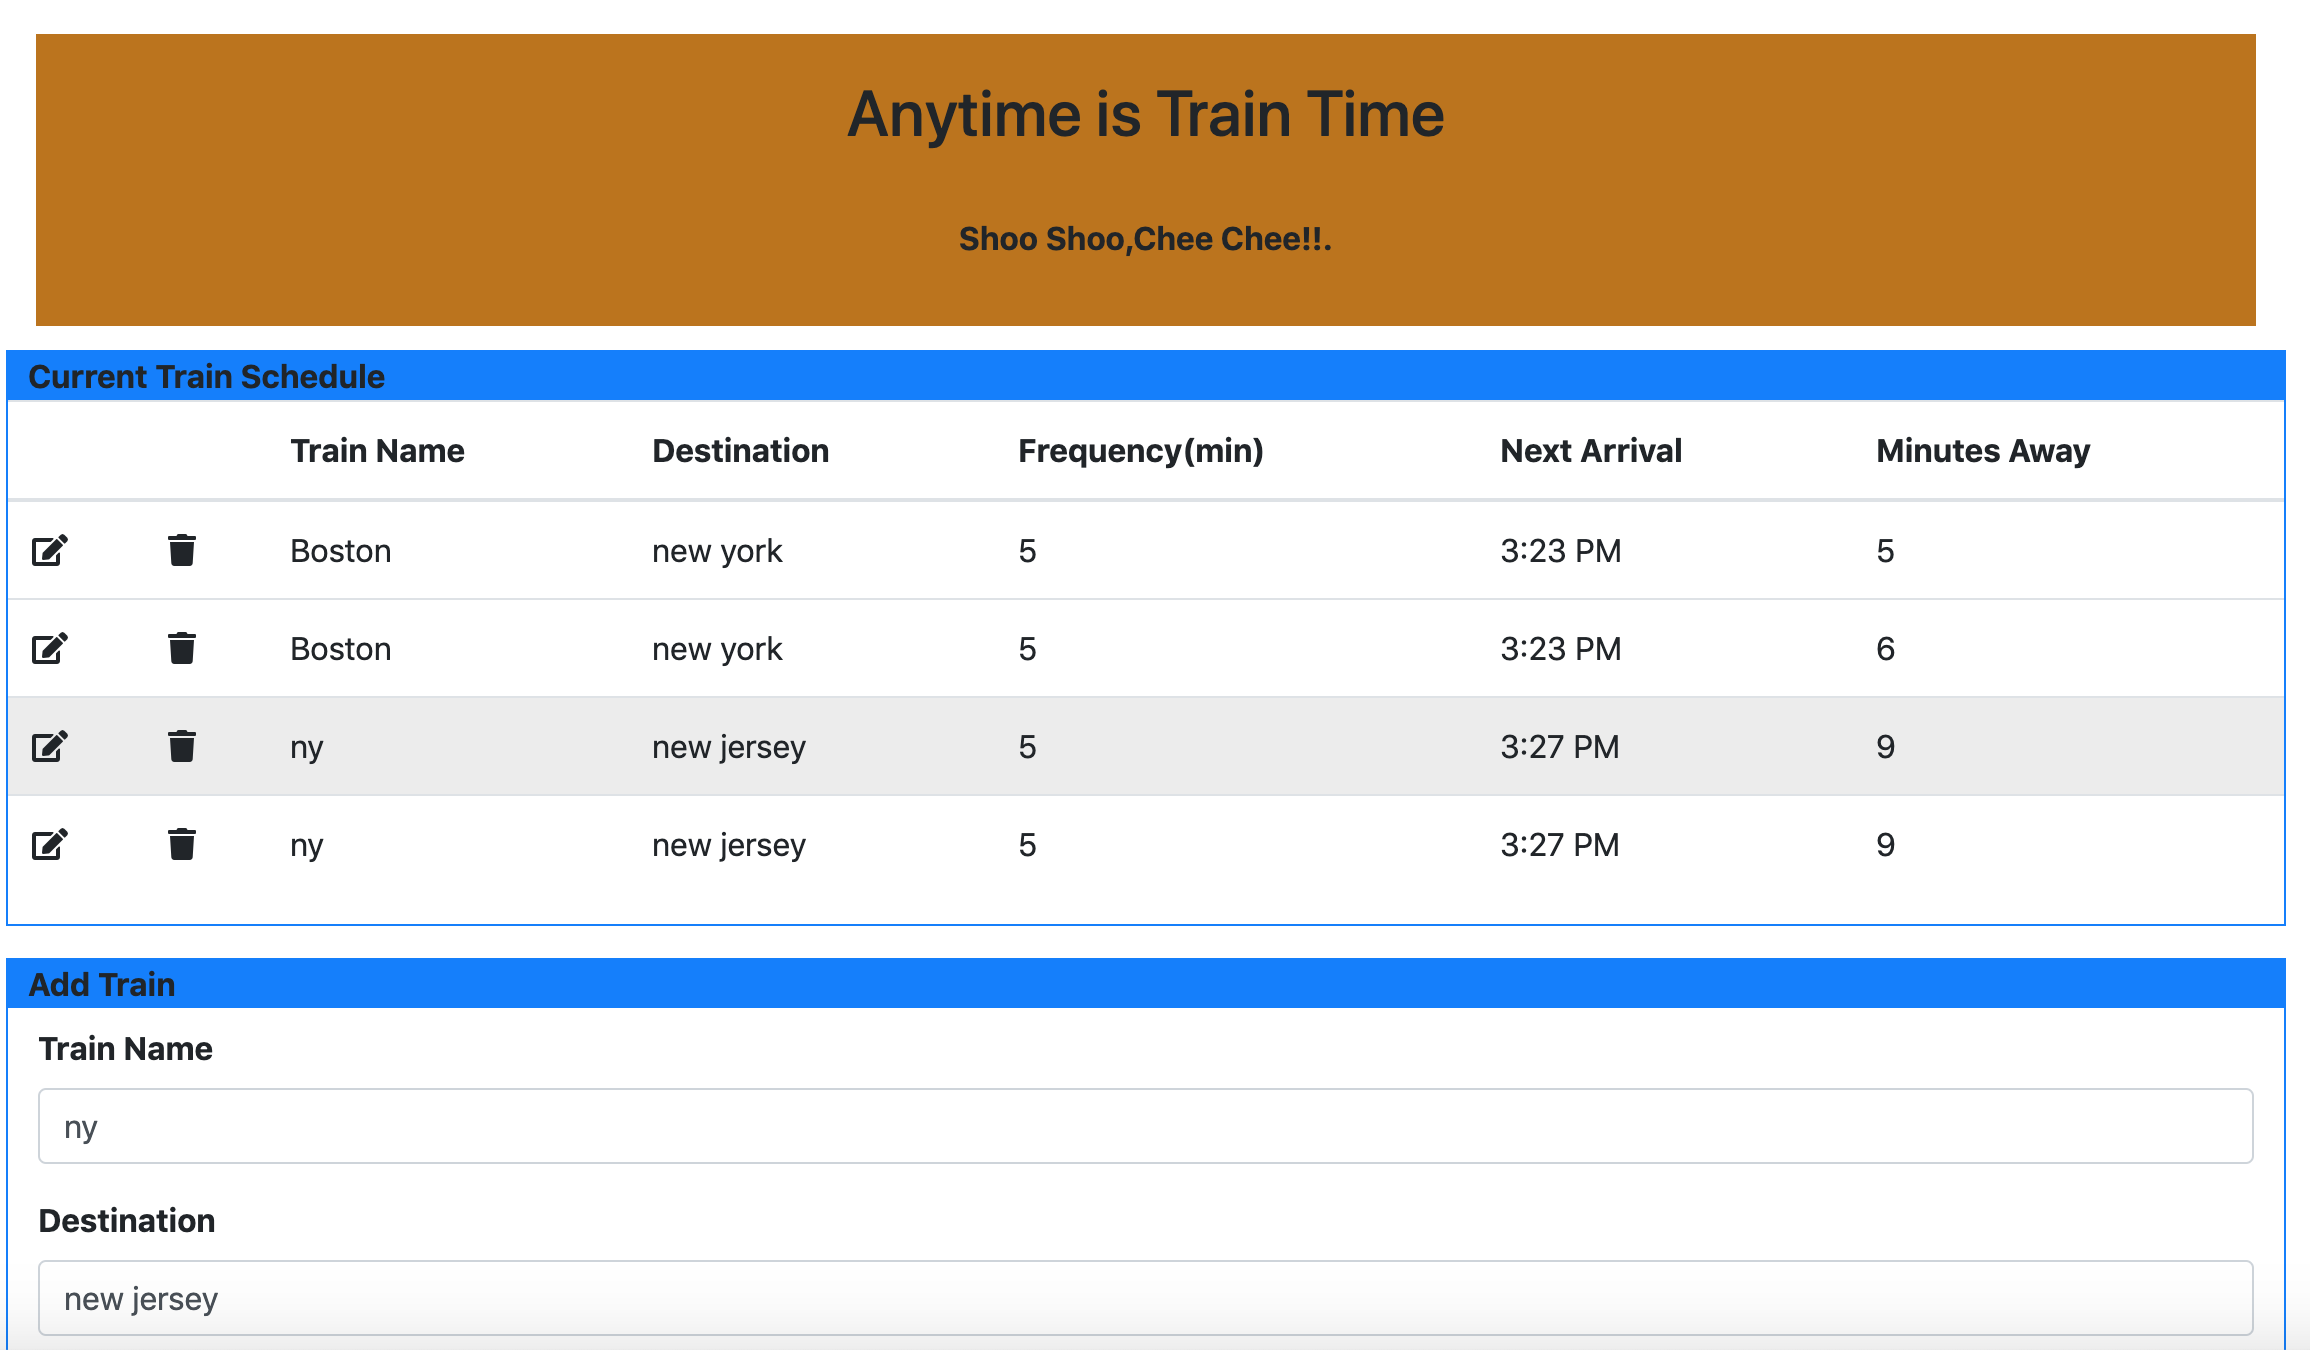 Anytime is Train Time
Shoo Shoo,Chee Chee!!.
Current Train Schedule
Train Name Destination Frequency(min) Next Arrival Minutes Away
Boston new york 5 3:23 PM 5
Boston new york 5 3:23 PM 6
ny new jersey 5 3:27 PM 9
ny new jersey 5 3:27 PM 9
Add Train
Train Name
ny
Destination
new jersey